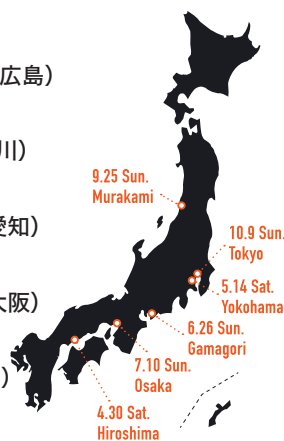 広島）
川）
愛知）
大阪）
）
9.25 Sun.
Murakami
10.9 Sun.
Tokyo
5.14 Sat.
Yokohama
6.26 Sun.
Gamagori
7.10 Sun.
Osaka
4.30 Sat.
Hiroshima